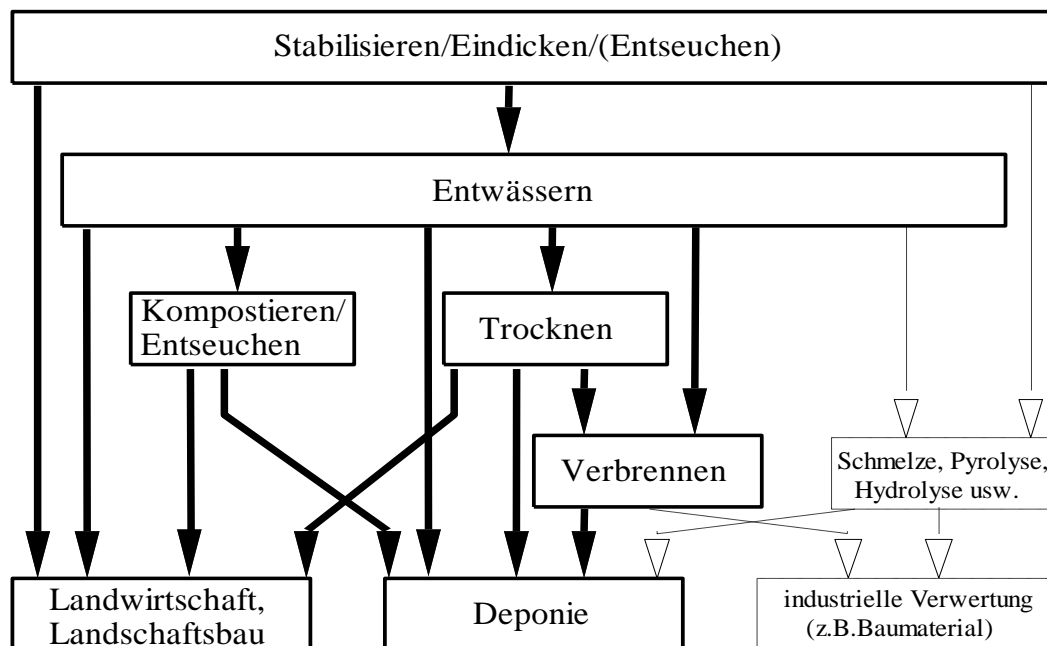 Stabilisieren/Eindicken/(Entseuchen)
Entwässern
Kompostieren/
Entseuchen
Trocknen
Verbrennen
Schmelze, Pyrolyse,
Hydrolyse usw.
Landwirtschaft,
Landschaftsbau
Deponie
industrielle Verwertung
(z.B.Baumaterial)